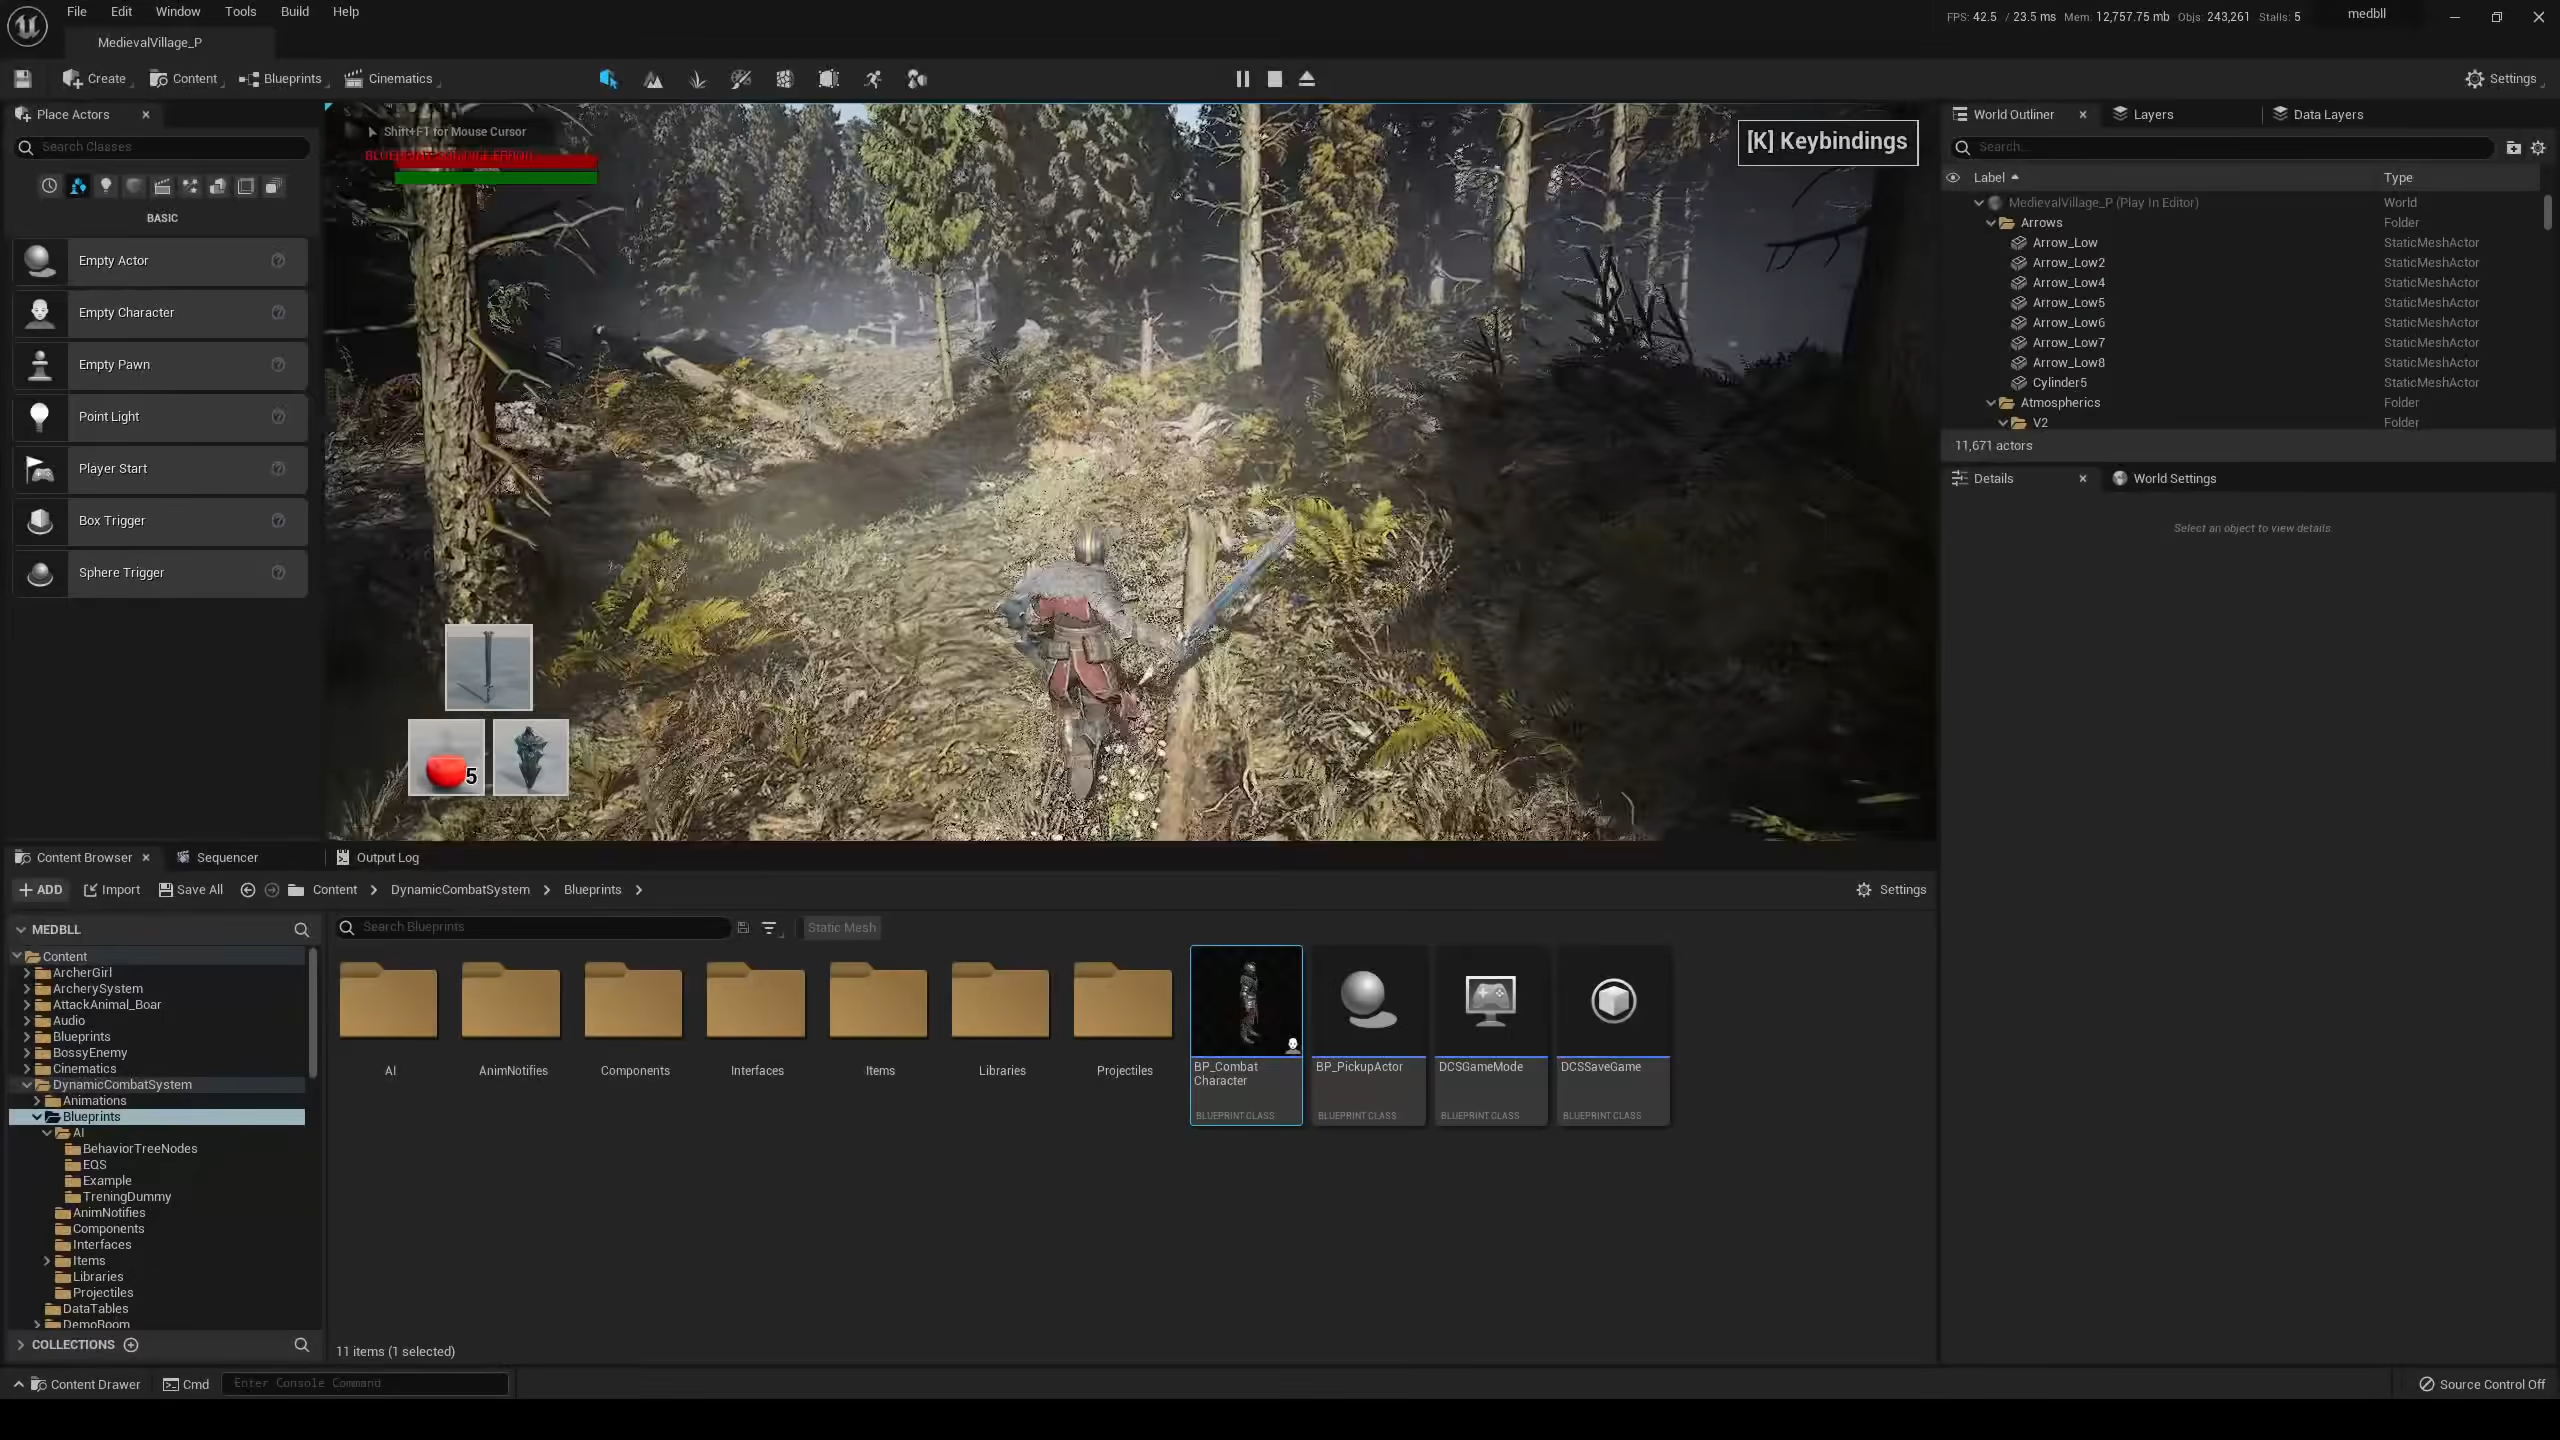 File Edit Window Tools Build Help
FPS: 42.5 / 23.5 ms Mem: 12,757.75 mb Objs: 243,261 Stalls: 5
medbll
MedievalVillage_P
Create Content Blueprints Cinematics
Settings
Place Actors
Search Classes
BASIC
Empty Actor
Empty Character
Empty Pawn
Point Light
Player Start
Box Trigger
Sphere Trigger
Shift+F1 for Mouse Cursor
[K] Keybindings
5
World Outliner Layers Data Layers
Search...
Label Type
MedievalVillage_P (Play In Editor) World
Arrows Folder
Arrow_Low StaticMeshActor
Arrow_Low2 StaticMeshActor
Arrow_Low4 StaticMeshActor
Arrow_Low5 StaticMeshActor
Arrow_Low6 StaticMeshActor
Arrow_Low7 StaticMeshActor
Arrow_Low8 StaticMeshActor
Cylinder5 StaticMeshActor
Atmospherics Folder
V2 Folder
11,671 actors
Details World Settings
Select an object to view details.
Content Browser Sequencer Output Log
ADD Import Save All Content DynamicCombatSystem Blueprints
Settings
MEDBLL
Content
ArcherGirl
ArcherySystem
AttackAnimal_Boar
Audio
Blueprints
BossyEnemy
Cinematics
DynamicCombatSystem
Animations
Blueprints
AI
BehaviorTreeNodes
EQS
Example
TreningDummy
AnimNotifies
Components
Interfaces
Items
Libraries
Projectiles
DataTables
DemoRoom
COLLECTIONS
Search Blueprints
Static Mesh
AI AnimNotifies Components Interfaces Items Libraries Projectiles
BP_Combat
Character
BLUEPRINT CLASS
BP_PickupActor
BLUEPRINT CLASS
DCSGameMode
BLUEPRINT CLASS
DCSSaveGame
BLUEPRINT CLASS
11 items (1 selected)
Content Drawer Cmd Enter Console Command
Source Control Off